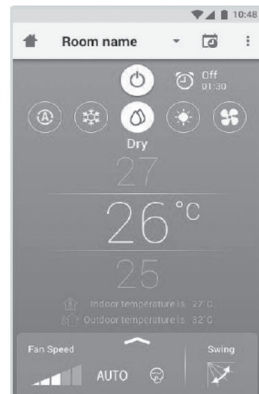 10:48
Room name
Off
01:30
Dry
27
26°C
25
Indoor temperature is 27°C
Outdoor temperature is 32°C
Fan Speed
Swing
AUTO